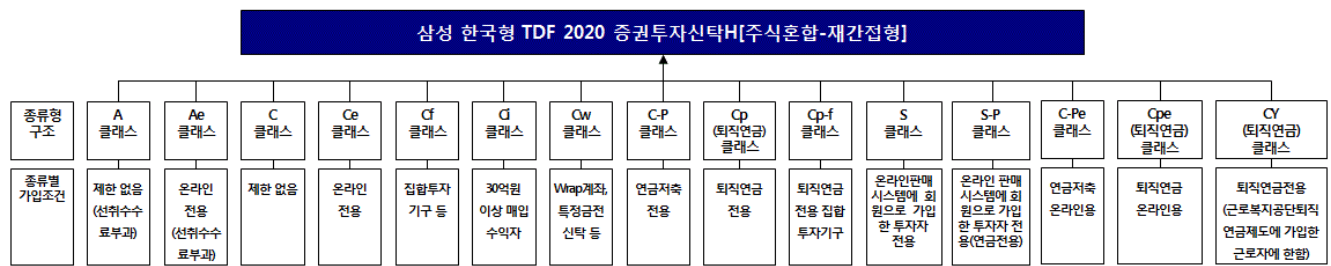 삼성 한국형 TDF 2020 증권투자신탁H[주식혼합-재간접형]
종류형
구조
A
클래스
Ae
클래스
C
클래스
Ce
클래스
Cf
클래스
Ci
클래스
Cw
클래스
C-P
클래스
Cp
(퇴직연금)
클래스
Cp-f
클래스
S
클래스
S-P
클래스
C-Pe
클래스
Cpe
(퇴직연금)
클래스
CY
(퇴직연금)
클래스
종류별
가입조건
제한 없음
(선취수수
료부과)
온라인
전용
(선취수수
료부과)
제한 없음
온라인
전용
집합투자
기구 등
30억원
이상 매입
수익자
Wrap계좌,
특정금전
신탁 등
연금저축
전용
퇴직연금
전용
퇴직연금
전용 집합
투자기구
온라인판매
시스템에 회
원으로 가입
한 투자자
전용
온라인 판매
시스템에 회
원으로 가입
한 투자자 전
용(연금전용)
연금저축
온라인용
퇴직연금
온라인용
퇴직연금전용
(근로복지공단퇴직
연금제도에 가입한
근로자에 한함)